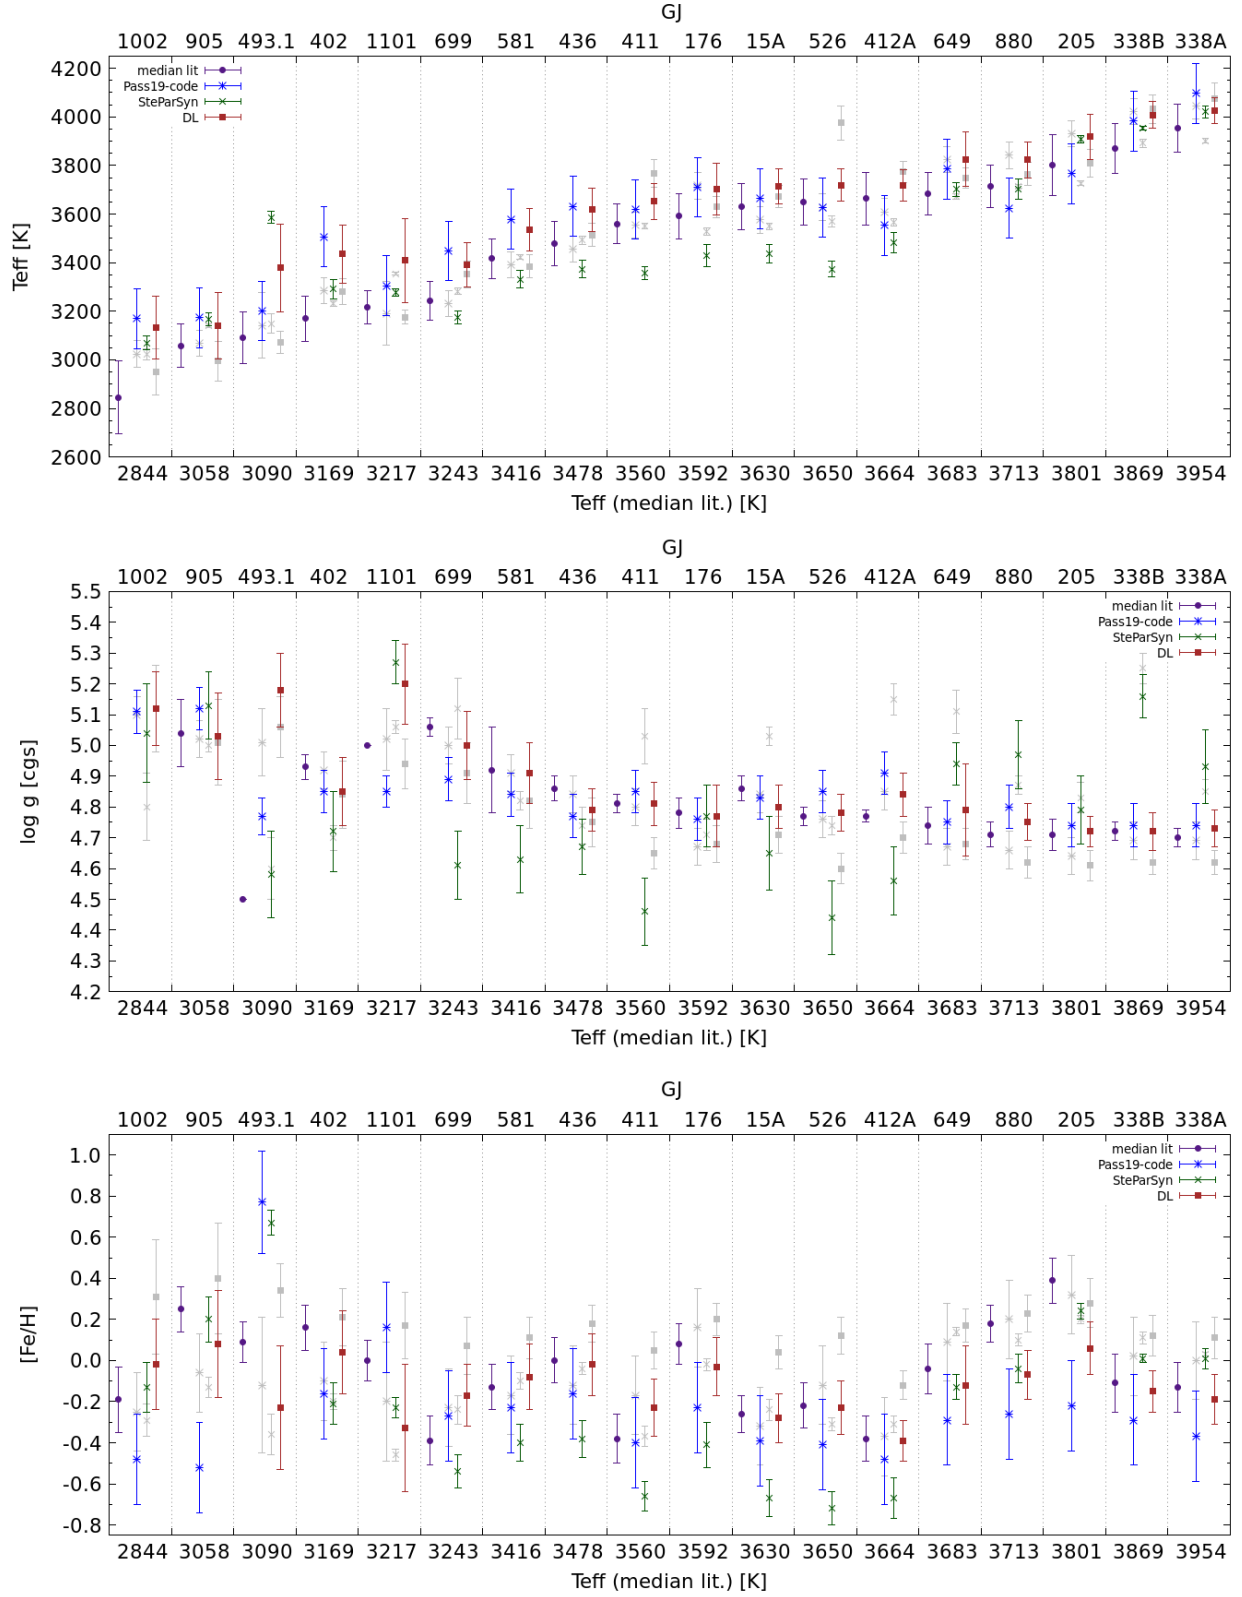 GJ
1002 905 493.1 402 1101 699 581 436 411 176 15A 526 412A 649 880 205 338B 338A
4200
4000
3800
3600
3400
3200
3000
2800
2600
Teff [K]
median lit
Pass19-code
SteParSyn
DL
2844 3058 3090 3169 3217 3243 3416 3478 3560 3592 3630 3650 3664 3683 3713 3801 3869 3954
Teff (median lit.) [K]
GJ
1002 905 493.1 402 1101 699 581 436 411 176 15A 526 412A 649 880 205 338B 338A
5.5
5.4
5.3
5.2
5.1
5.0
4.9
4.8
4.7
4.6
4.5
4.4
4.3
4.2
log g [cgs]
median lit
Pass19-code
SteParSyn
DL
2844 3058 3090 3169 3217 3243 3416 3478 3560 3592 3630 3650 3664 3683 3713 3801 3869 3954
Teff (median lit.) [K]
GJ
1002 905 493.1 402 1101 699 581 436 411 176 15A 526 412A 649 880 205 338B 338A
1.0
0.8
0.6
0.4
0.2
0.0
-0.2
-0.4
-0.6
-0.8
[Fe/H]
median lit
Pass19-code
SteParSyn
DL
2844 3058 3090 3169 3217 3243 3416 3478 3560 3592 3630 3650 3664 3683 3713 3801 3869 3954
Teff (median lit.) [K]